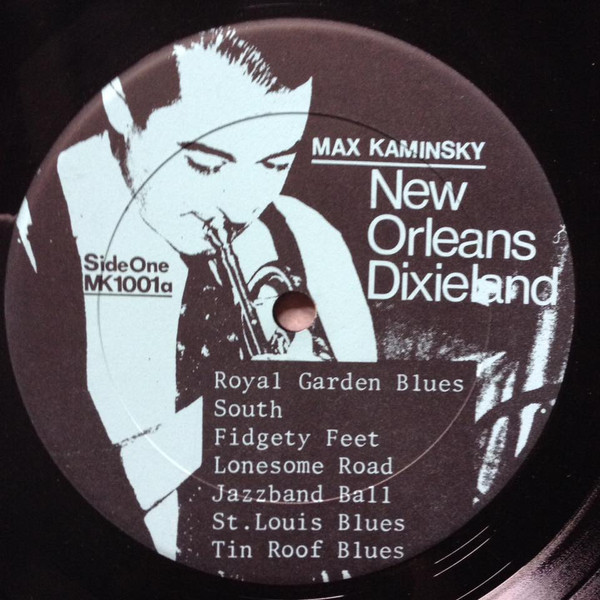 MAX KAMINSKY
New
Orleans
Dixieland
Side One
MK1001a
Royal Garden Blues
South
Fidgety Feet
Lonesome Road
Jazzband Ball
St.Louis Blues
Tin Roof Blues